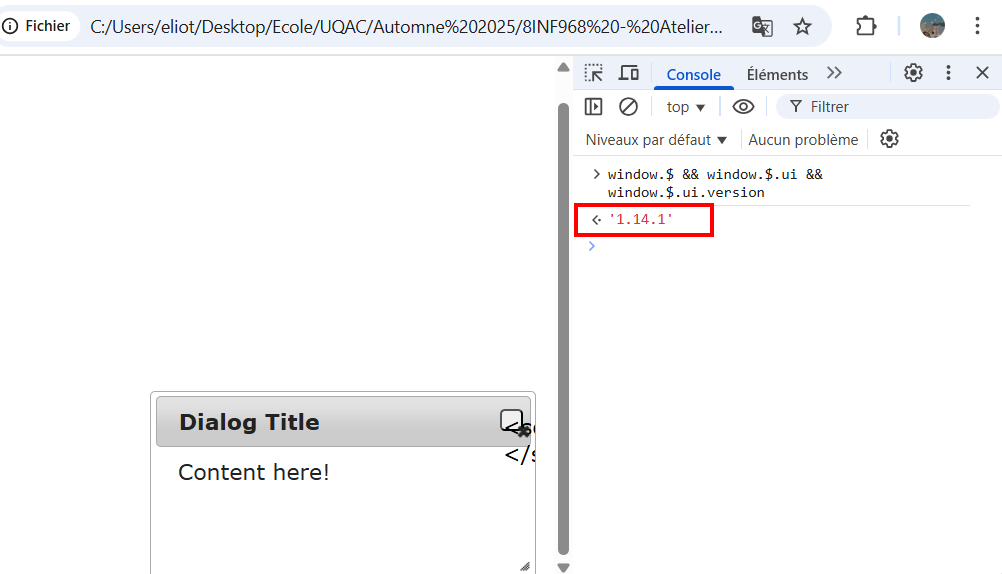 Fichier C:/Users/eliot/Desktop/Ecole/UQAC/Automne%202025/8INF968%20-%20Atelier...
Console Éléments
top Filtrer
Niveaux par défaut Aucun problème
> window.$ && window.$.ui &&
window.$.ui.version
'1.14.1'
>
Dialog Title
Content here!
</